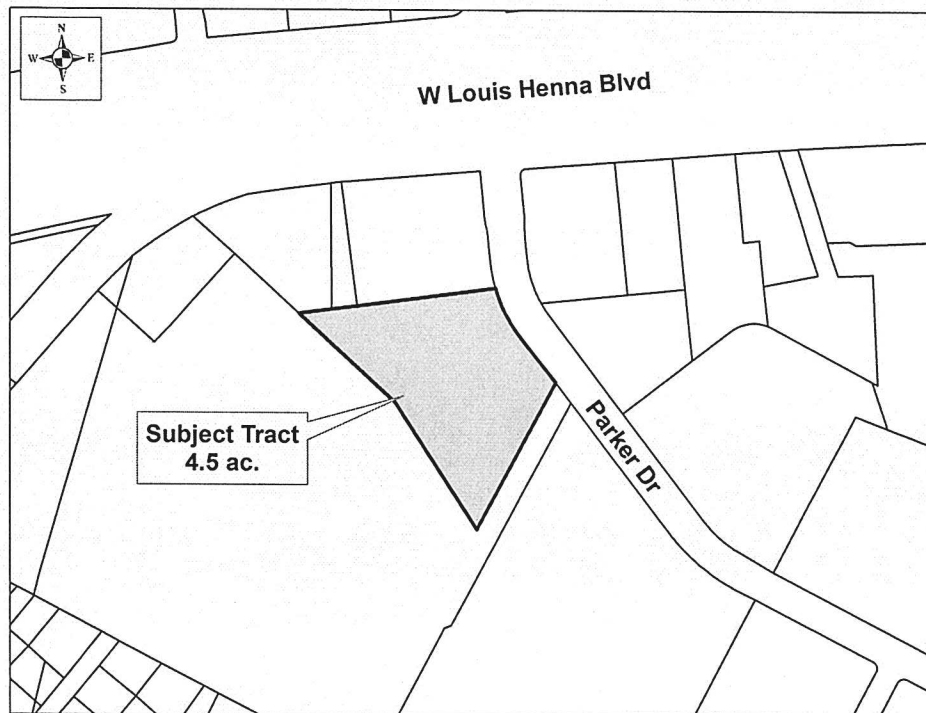 N
W E
S
W Louis Henna Blvd
Subject Tract
4.5 ac.
Parker Dr